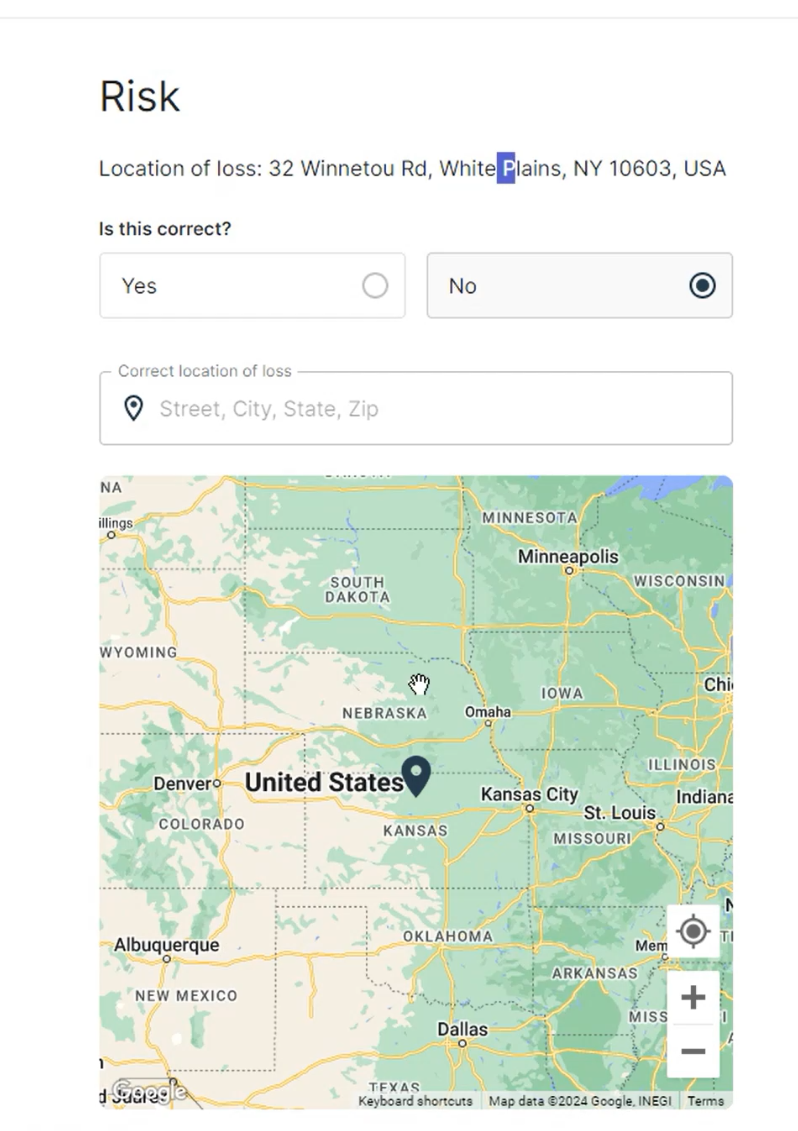 Risk
Location of loss: 32 Winnetou Rd, White Plains, NY 10603, USA
Is this correct?
Yes
No
Correct location of loss
Street, City, State, Zip
NA
illings
MINNESOTA
Minneapolis
SOUTH
DAKOTA
WISCONSIN
WYOMING
IOWA
Chi
NEBRASKA
Omaha
ILLINOIS
Denver
United States
Kansas City
Indiana
COLORADO
KANSAS
St. Louis
MISSOURI
OKLAHOMA
Albuquerque
Mem
ARKANSAS
NEW MEXICO
MISS
Dallas
TEXAS
d Juárez
Google
Keyboard shortcuts
Map data ©2024 Google, INEGI
Terms